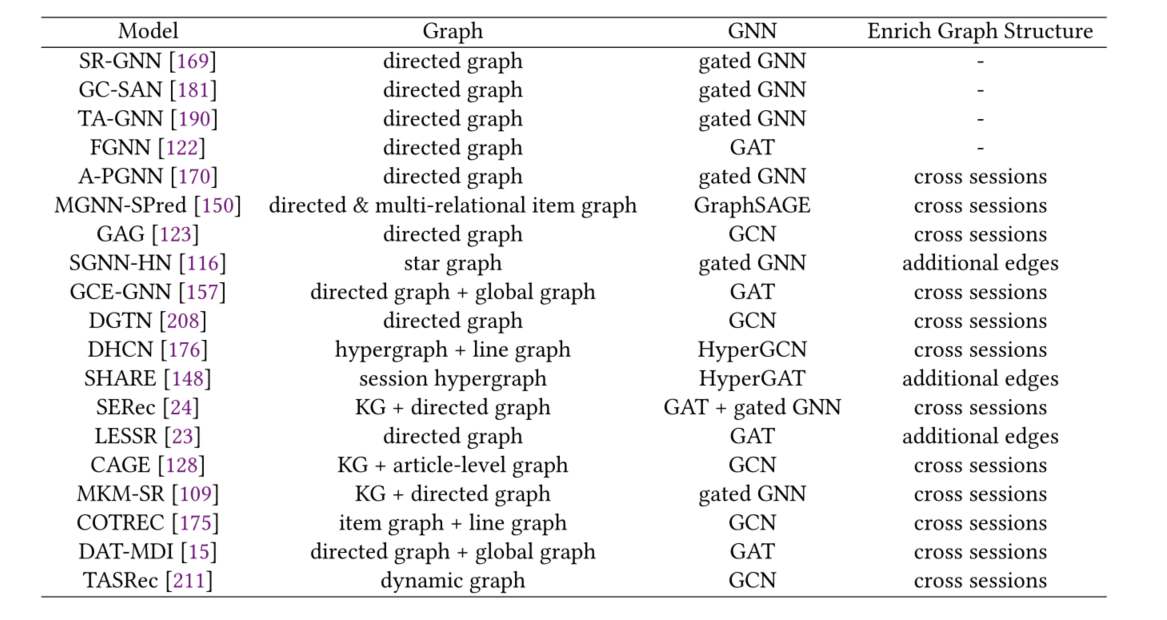 Model Graph GNN Enrich Graph Structure
SR-GNN [169] directed graph gated GNN -
GC-SAN [181] directed graph gated GNN -
TA-GNN [190] directed graph gated GNN -
FGNN [122] directed graph GAT -
A-PGNN [170] directed graph gated GNN cross sessions
MGNN-SPred [150] directed & multi-relational item graph GraphSAGE cross sessions
GAG [123] directed graph GCN cross sessions
SGNN-HN [116] star graph gated GNN additional edges
GCE-GNN [157] directed graph + global graph GAT cross sessions
DGTN [208] directed graph GCN cross sessions
DHCN [176] hypergraph + line graph HyperGCN cross sessions
SHARE [148] session hypergraph HyperGAT additional edges
SERec [24] KG + directed graph GAT + gated GNN cross sessions
LESSR [23] directed graph GAT additional edges
CAGE [128] KG + article-level graph GCN cross sessions
MKM-SR [109] KG + directed graph gated GNN cross sessions
COTREC [175] item graph + line graph GCN cross sessions
DAT-MDI [15] directed graph + global graph GAT cross sessions
TASRec [211] dynamic graph GCN cross sessions